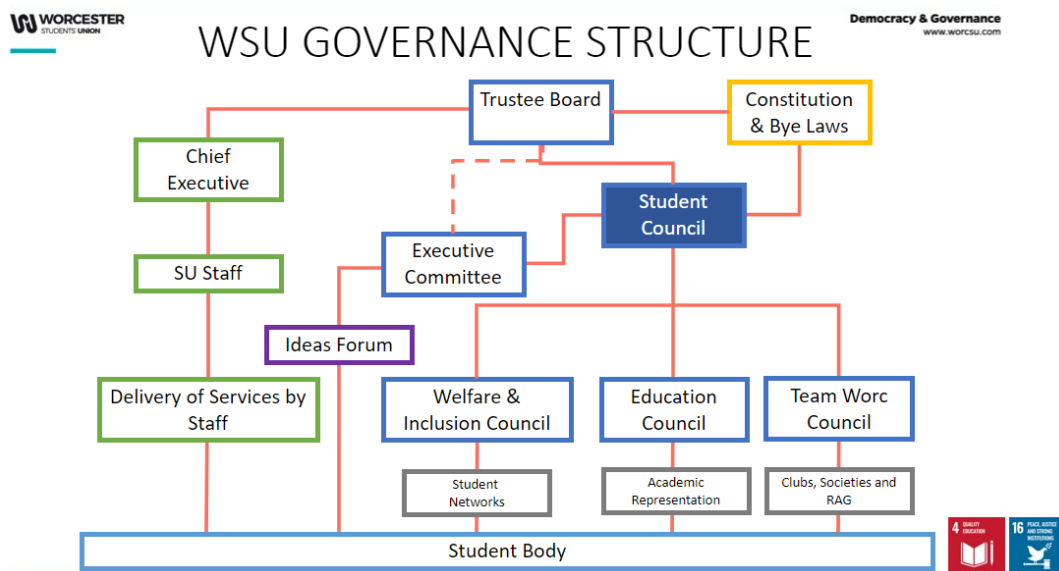 WORCESTER
STUDENTS UNION
Democracy & Governance
www.worcsu.com
WSU GOVERNANCE STRUCTURE
Trustee Board
Constitution
& Bye Laws
Chief
Executive
Student
Council
Executive
Committee
SU Staff
Ideas Forum
Delivery of Services by
Staff
Welfare &
Inclusion Council
Education
Council
Team Worc
Council
Student
Networks
Academic
Representation
Clubs, Societies and
RAG
Student Body
4 QUALITY
EDUCATION
16 PEACE, JUSTICE
AND STRONG
INSTITUTIONS